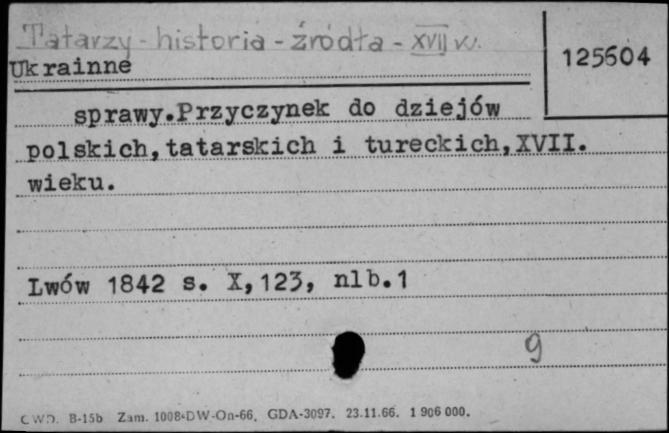 Tatarzy - historia - źródła - XVII w.
125604
Ukrainne
sprawy.Przyczynek do dziejów
polskich,tatarskich i tureckich,XVII.
wieku.
Lwów 1842 s. X,123, nlb.1
9
CWD. B-15b Zam. 1008-DW-On-66. GDA-3097. 23.11.66. 1 906 000.